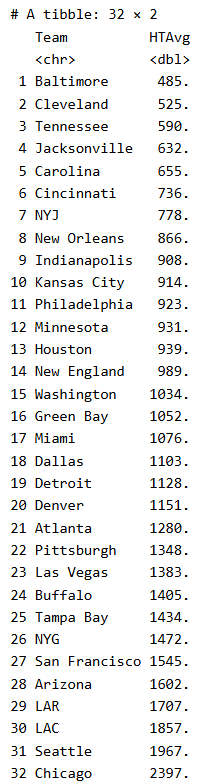 # A tibble: 32 × 2
Team HTAvg
<chr> <dbl>
1 Baltimore 485.
2 Cleveland 525.
3 Tennessee 590.
4 Jacksonville 632.
5 Carolina 655.
6 Cincinnati 736.
7 NYJ 778.
8 New Orleans 866.
9 Indianapolis 908.
10 Kansas City 914.
11 Philadelphia 923.
12 Minnesota 931.
13 Houston 939.
14 New England 989.
15 Washington 1034.
16 Green Bay 1052.
17 Miami 1076.
18 Dallas 1103.
19 Detroit 1128.
20 Denver 1151.
21 Atlanta 1280.
22 Pittsburgh 1348.
23 Las Vegas 1383.
24 Buffalo 1405.
25 Tampa Bay 1434.
26 NYG 1472.
27 San Francisco 1545.
28 Arizona 1602.
29 LAR 1707.
30 LAC 1857.
31 Seattle 1967.
32 Chicago 2397.